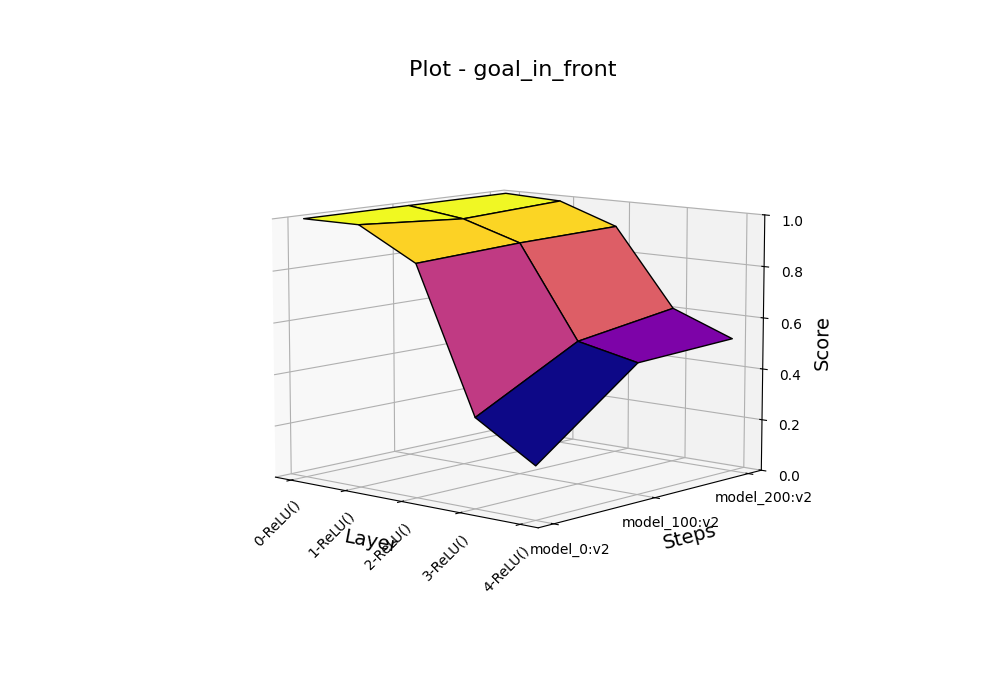 Plot - goal_in_front
1.0
0.8
0.6
0.4
0.2
0.0
Score
0-ReLU()
1-ReLU()
2-ReLU()
3-ReLU()
4-ReLU()
Layer
model_0:v2
model_100:v2
model_200:v2
Steps